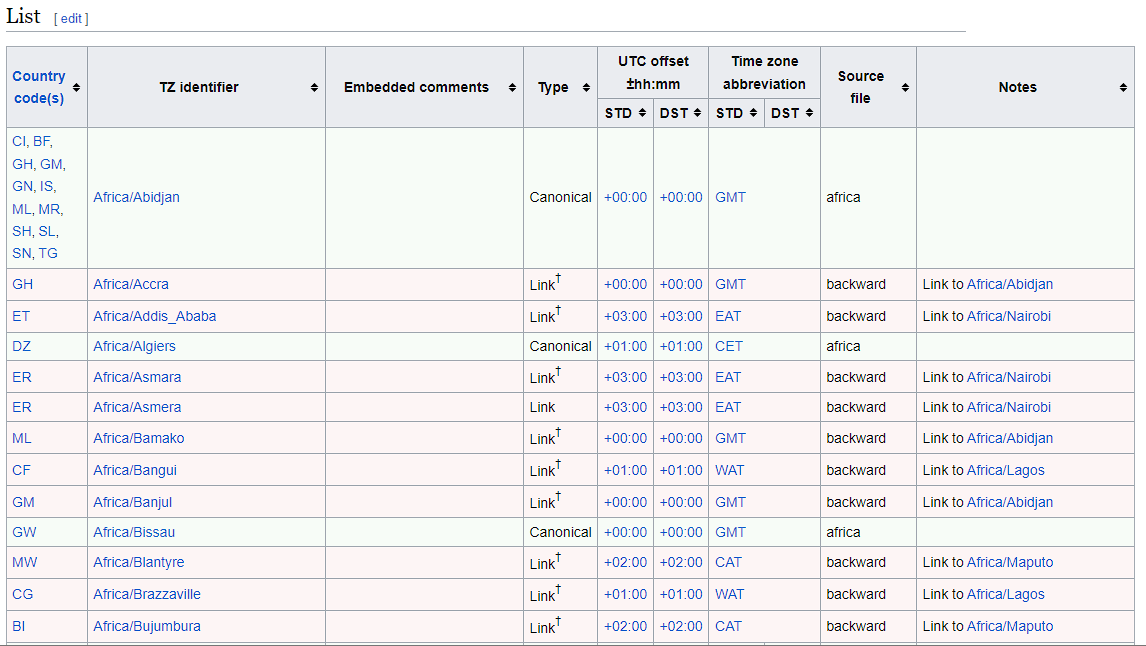 List [ edit ]
Country code(s) TZ identifier Embedded comments Type UTC offset ±hh:mm Time zone abbreviation Source file Notes
STD DST STD DST
CI, BF, GH, GM, GN, IS, ML, MR, SH, SL, SN, TG Africa/Abidjan Canonical +00:00 +00:00 GMT africa
GH Africa/Accra Link† +00:00 +00:00 GMT backward Link to Africa/Abidjan
ET Africa/Addis_Ababa Link† +03:00 +03:00 EAT backward Link to Africa/Nairobi
DZ Africa/Algiers Canonical +01:00 +01:00 CET africa
ER Africa/Asmara Link† +03:00 +03:00 EAT backward Link to Africa/Nairobi
ER Africa/Asmera Link +03:00 +03:00 EAT backward Link to Africa/Nairobi
ML Africa/Bamako Link† +00:00 +00:00 GMT backward Link to Africa/Abidjan
CF Africa/Bangui Link† +01:00 +01:00 WAT backward Link to Africa/Lagos
GM Africa/Banjul Link† +00:00 +00:00 GMT backward Link to Africa/Abidjan
GW Africa/Bissau Canonical +00:00 +00:00 GMT africa
MW Africa/Blantyre Link† +02:00 +02:00 CAT backward Link to Africa/Maputo
CG Africa/Brazzaville Link† +01:00 +01:00 WAT backward Link to Africa/Lagos
BI Africa/Bujumbura Link† +02:00 +02:00 CAT backward Link to Africa/Maputo